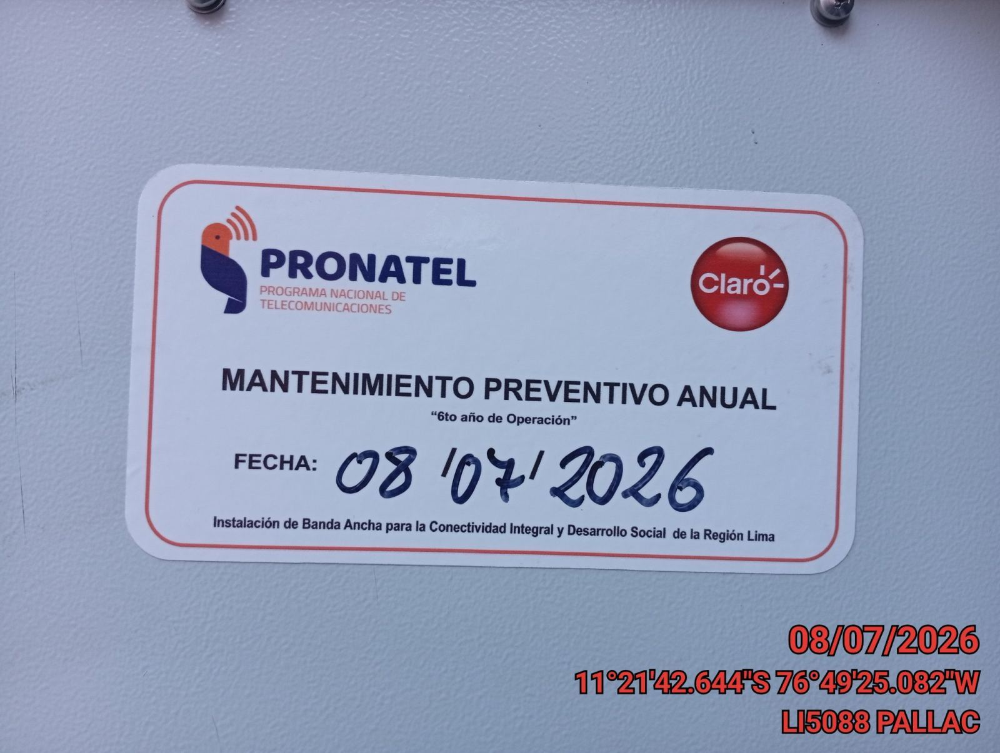 PRONATEL
PROGRAMA NACIONAL DE
TELECOMUNICACIONES
Claro
MANTENIMIENTO PREVENTIVO ANUAL
“6to año de Operación”
FECHA: 08/07/2026
Instalación de Banda Ancha para la Conectividad Integral y Desarrollo Social de la Región Lima
08/07/2026
11°21'42.644"S 76°49'25.082"W
LI5088 PALLAC